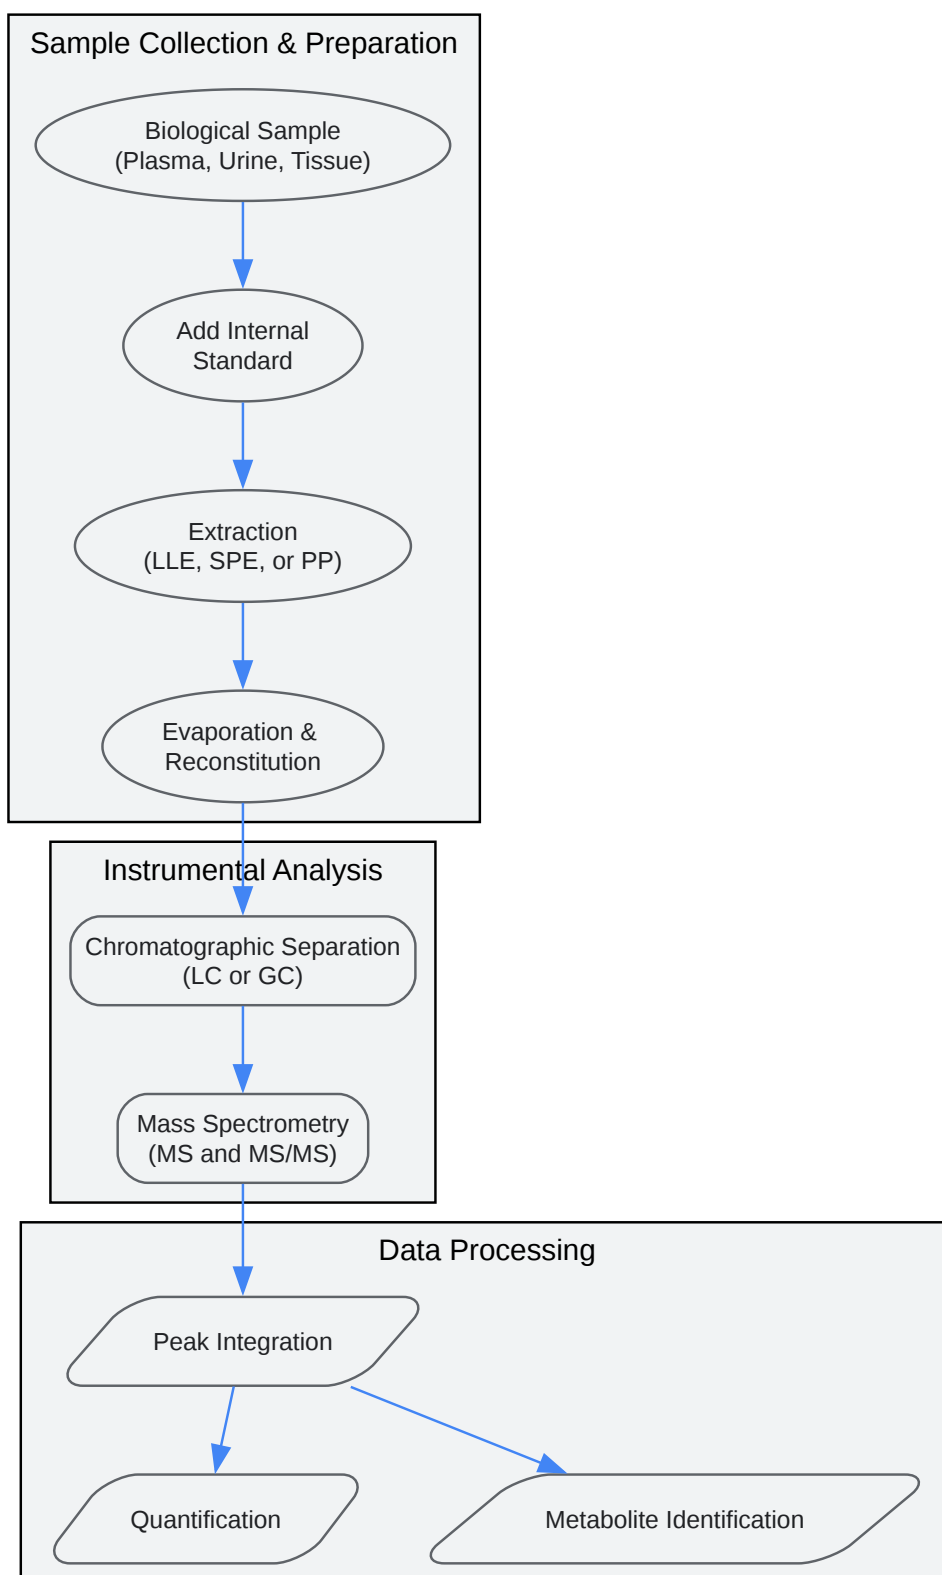 Sample Collection & Preparation
Biological Sample
(Plasma, Urine, Tissue)
Add Internal
Standard
Extraction
(LLE, SPE, or PP)
Evaporation &
Reconstitution
Instrumental Analysis
Chromatographic Separation
(LC or GC)
Mass Spectrometry
(MS and MS/MS)
Data Processing
Peak Integration
Quantification
Metabolite Identification